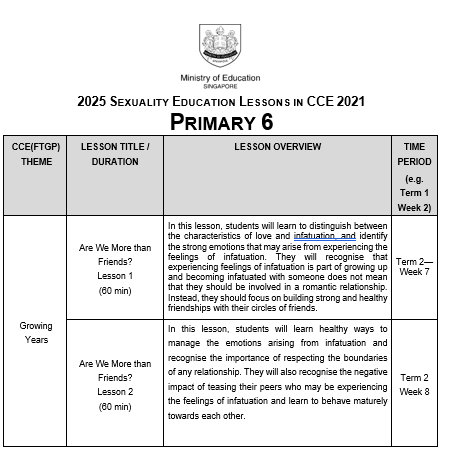 Ministry of Education
SINGAPORE
2025 SEXUALITY EDUCATION LESSONS IN CCE 2021
PRIMARY 6
CCE(FTGP)
THEME
LESSON TITLE /
DURATION
LESSON OVERVIEW
TIME
PERIOD
(e.g.
Term 1
Week 2)
Growing
Years
Are We More than
Friends?
Lesson 1
(60 min)
In this lesson, students will learn to distinguish between
the characteristics of love and infatuation, and identify
the strong emotions that may arise from experiencing the
feelings of infatuation. They will recognise that
experiencing feelings of infatuation is part of growing up
and becoming infatuated with someone does not mean
that they should be involved in a romantic relationship.
Instead, they should focus on building strong and healthy
friendships with their circles of friends.
Term 2—
Week 7
Are We More than
Friends?
Lesson 2
(60 min)
In this lesson, students will learn healthy ways to
manage the emotions arising from infatuation and
recognise the importance of respecting the boundaries
of any relationship. They will also recognise the negative
impact of teasing their peers who may be experiencing
the feelings of infatuation and learn to behave maturely
towards each other.
Term 2
Week 8